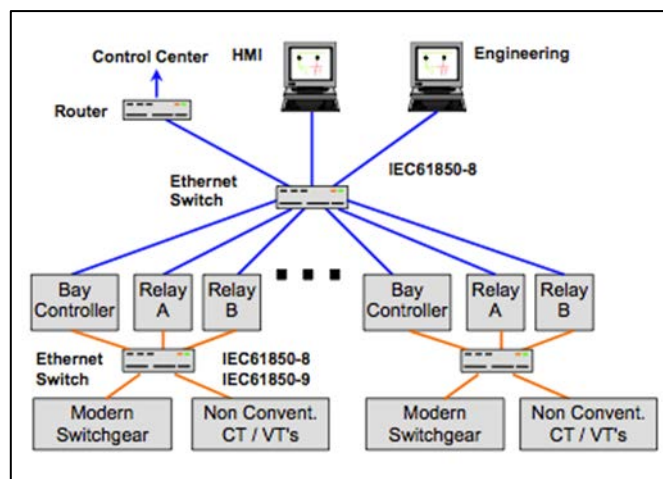 Control Center
HMI
Engineering
Router
IEC61850-8
Ethernet
Switch
Bay
Controller
Relay
A
Relay
B
Bay
Controller
Relay
A
Relay
B
Ethernet
Switch
IEC61850-8
IEC61850-9
Modern
Switchgear
Non Convent.
CT / VT's
Modern
Switchgear
Non Convent.
CT / VT's